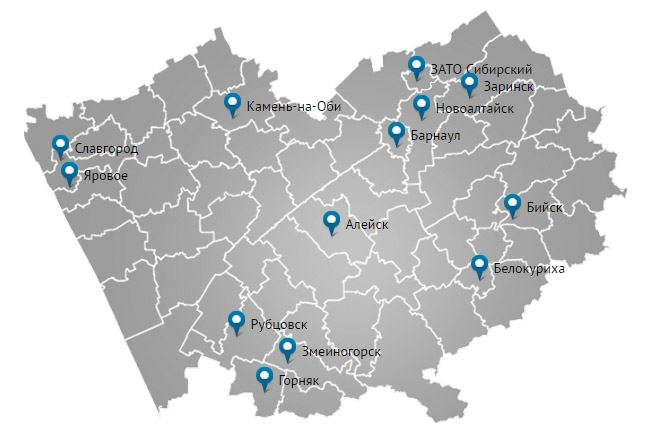 ЗАТО Сибирский
Заринск
Камень-на-Оби
Новоалтайск
Барнаул
Славгород
Яровое
Бийск
Алейск
Белокуриха
Рубцовск
Змеиногорск
Горняк